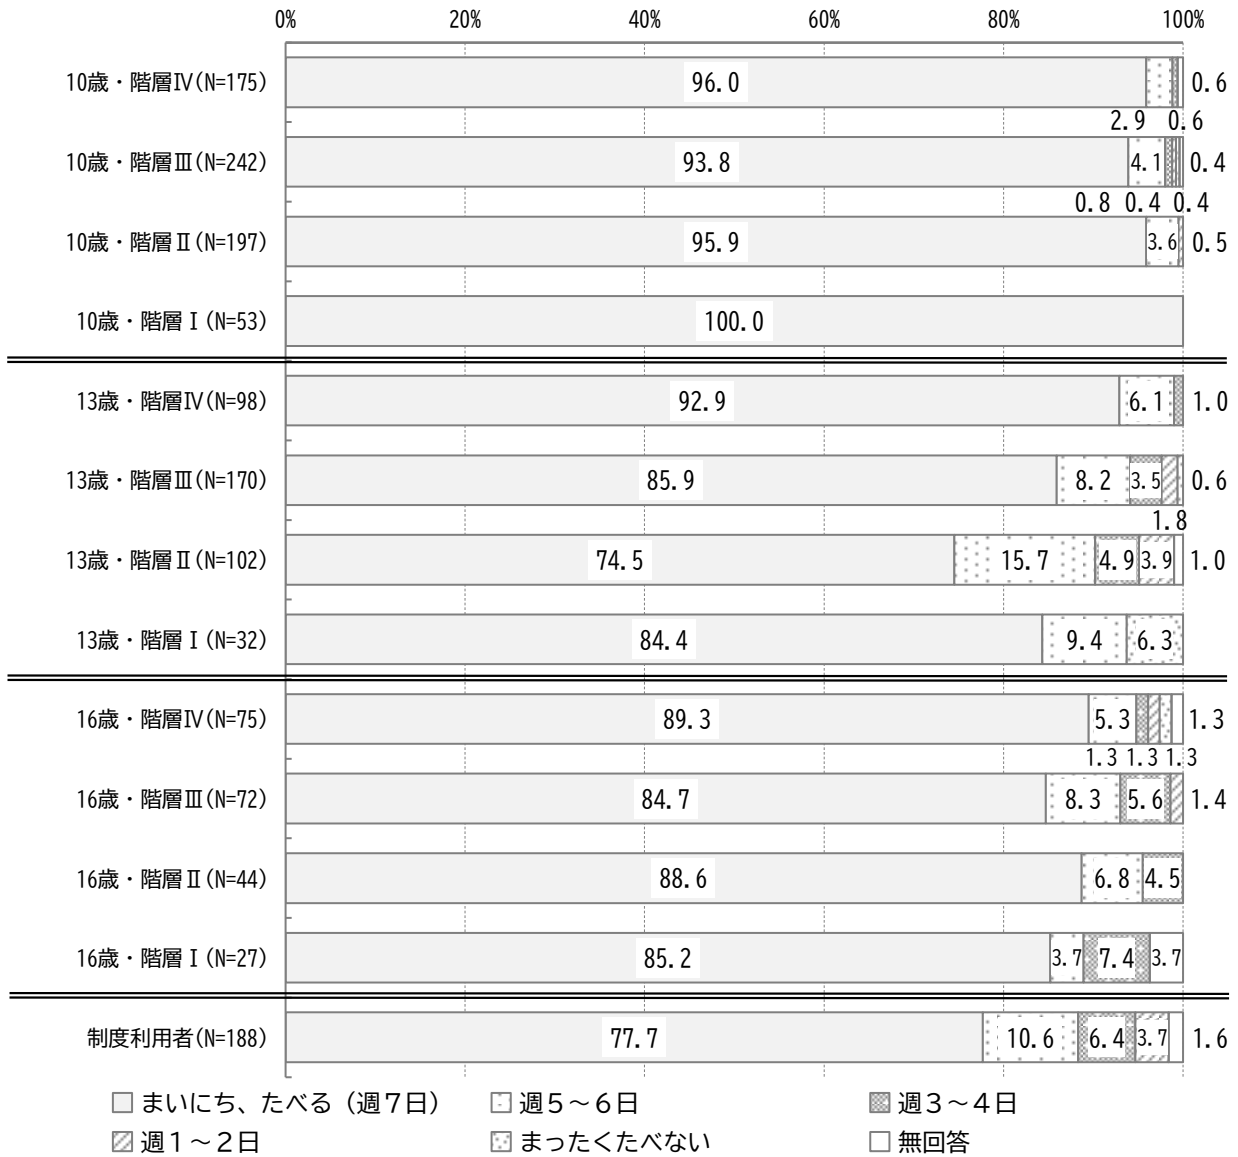 0% 20% 40% 60% 80% 100%
10歳・階層Ⅳ(N=175) 96.0 0.6
2.9 0.6
10歳・階層Ⅲ(N=242) 93.8 4.1 0.4
0.8 0.4 0.4
10歳・階層Ⅱ(N=197) 95.9 3.6 0.5
10歳・階層Ⅰ(N=53) 100.0
13歳・階層Ⅳ(N=98) 92.9 6.1 1.0
13歳・階層Ⅲ(N=170) 85.9 8.2 3.5 0.6
1.8
13歳・階層Ⅱ(N=102) 74.5 15.7 4.9 3.9 1.0
13歳・階層Ⅰ(N=32) 84.4 9.4 6.3
16歳・階層Ⅳ(N=75) 89.3 5.3 1.3
1.3 1.3 1.3
16歳・階層Ⅲ(N=72) 84.7 8.3 5.6 1.4
16歳・階層Ⅱ(N=44) 88.6 6.8 4.5
16歳・階層Ⅰ(N=27) 85.2 3.7 7.4 3.7
制度利用者(N=188) 77.7 10.6 6.4 3.7 1.6
まいにち、たべる（週７日） 週５～６日 週３～４日
週１～２日 まったくたべない 無回答